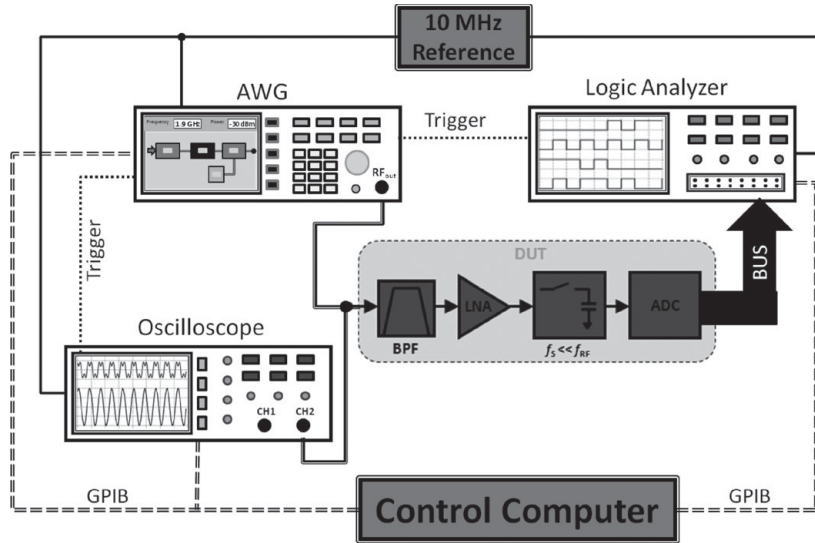 10 MHz
Reference
AWG
Logic Analyzer
Frequency 1.9 GHz Power -30 dBm
Trigger
RFout
DUT
Trigger
BUS
LNA
ADC
Oscilloscope
BPF
fS << fRF
CH1 CH2
GPIB
GPIB
Control Computer